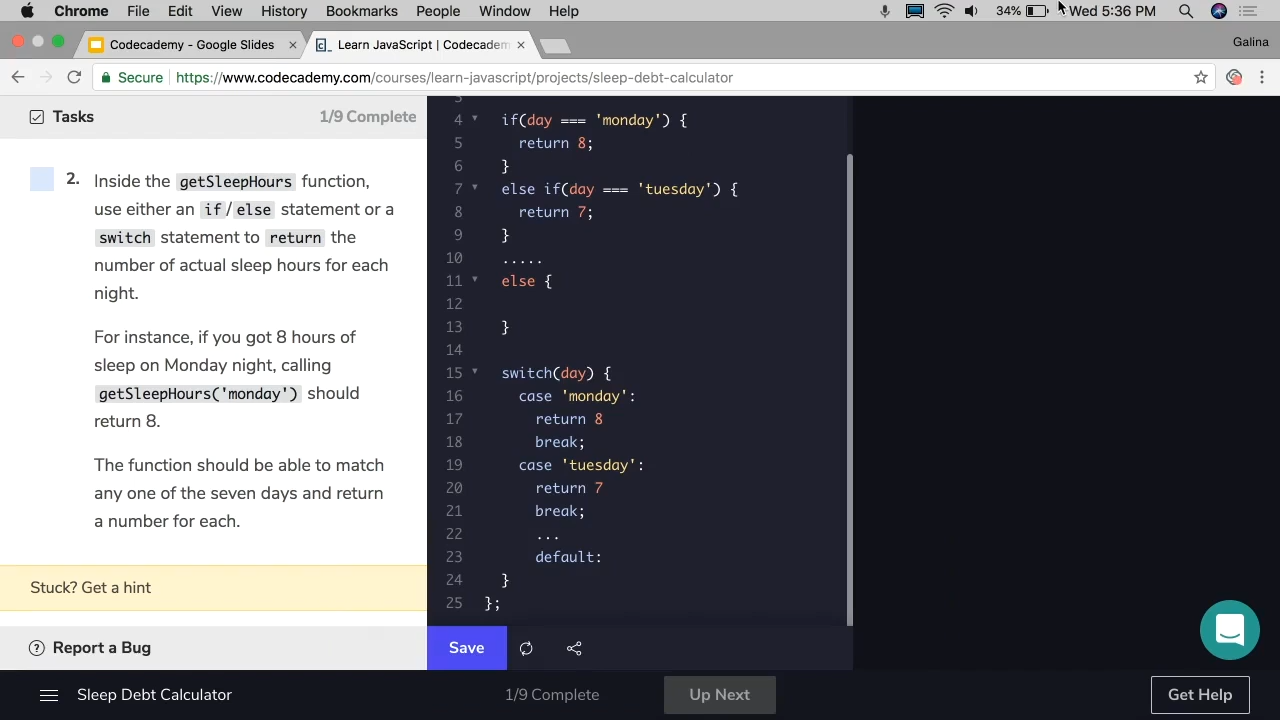 Chrome File Edit View History Bookmarks People Window Help 34% Wed 5:36 PM
Codecademy - Google Slides × Learn JavaScript | Codecadem × Galina
Secure https://www.codecademy.com/courses/learn-javascript/projects/sleep-debt-calculator
Tasks 1/9 Complete
2. Inside the getSleepHours function,
use either an if/else statement or a
switch statement to return the
number of actual sleep hours for each
night.
For instance, if you got 8 hours of
sleep on Monday night, calling
getSleepHours('monday') should
return 8.
The function should be able to match
any one of the seven days and return
a number for each.
Stuck? Get a hint
Report a Bug
3
4 if(day === 'monday') {
5 return 8;
6 }
7 else if(day === 'tuesday') {
8 return 7;
9 }
10 .....
11 else {
12
13 }
14
15 switch(day) {
16 case 'monday':
17 return 8
18 break;
19 case 'tuesday':
20 return 7
21 break;
22 ...
23 default:
24 }
25 };
Save
Sleep Debt Calculator 1/9 Complete Up Next Get Help